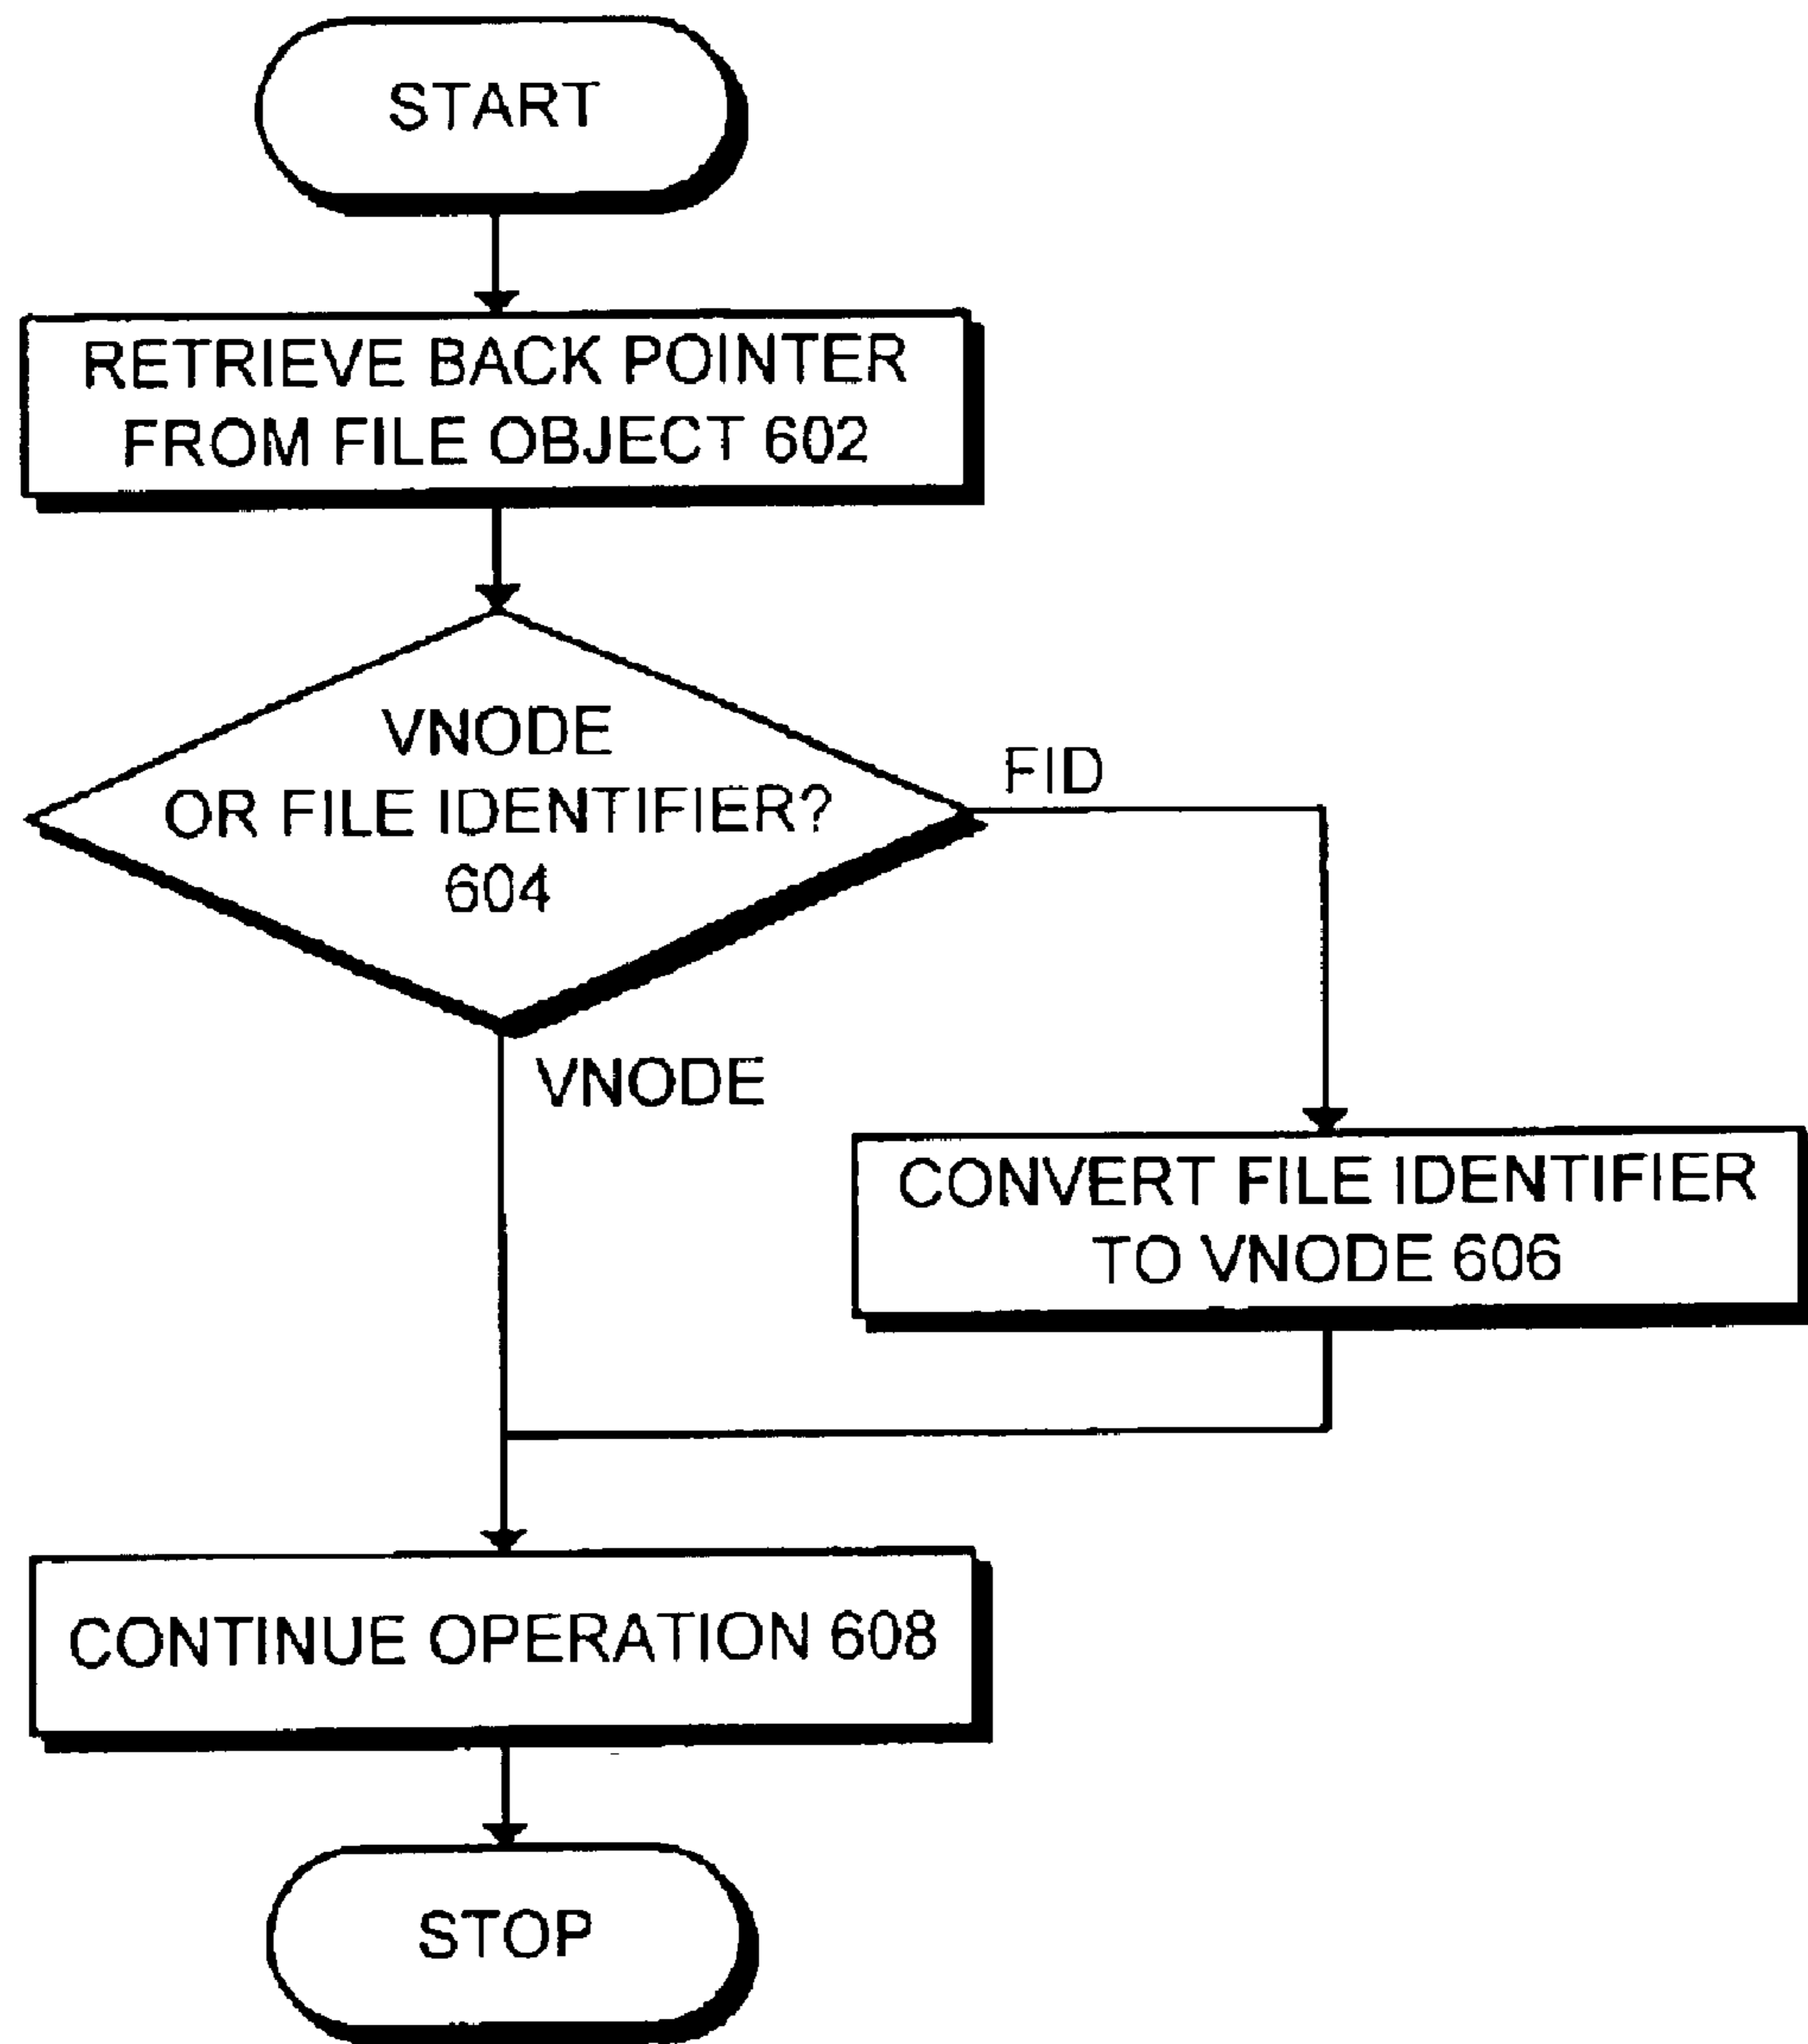 START
RETRIEVE BACK POINTER
FROM FILE OBJECT 602
VNODE
OR FILE IDENTIFIER?
604
FID
VNODE
CONVERT FILE IDENTIFIER
TO VNODE 606
CONTINUE OPERATION 608
STOP